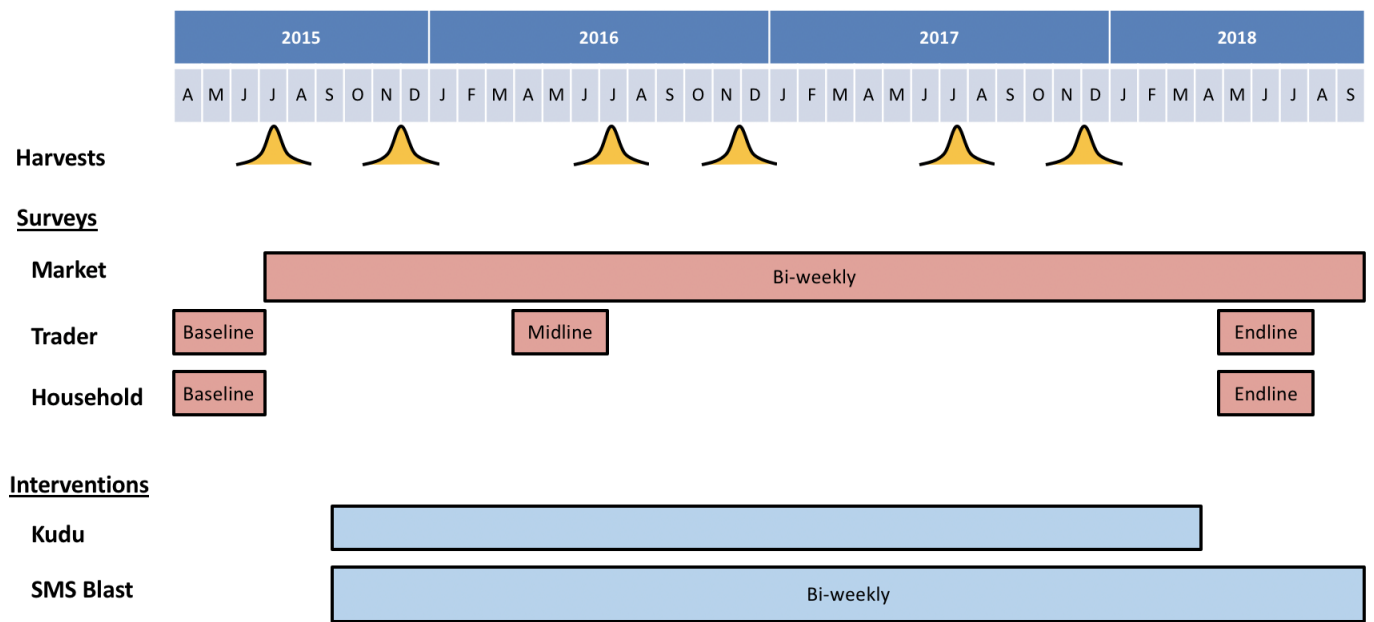 2015 2016 2017 2018
A M J J A S O N D J F M A M J J A S O N D J F M A M J J A S O N D J F M A M J J A S
Harvests
Surveys
Market Bi-weekly
Trader Baseline Midline Endline
Household Baseline Endline
Interventions
Kudu
SMS Blast Bi-weekly